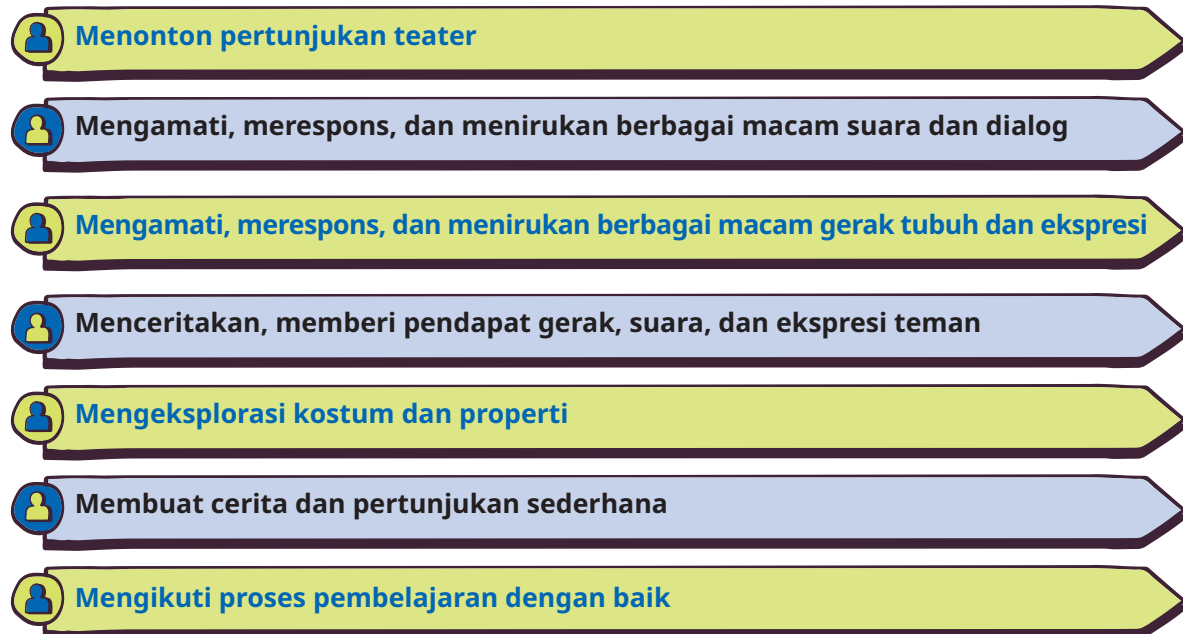 Menonton pertunjukan teater
Mengamati, merespons, dan menirukan berbagai macam suara dan dialog
Mengamati, merespons, dan menirukan berbagai macam gerak tubuh dan ekspresi
Menceritakan, memberi pendapat gerak, suara, dan ekspresi teman
Mengeksplorasi kostum dan properti
Membuat cerita dan pertunjukan sederhana
Mengikuti proses pembelajaran dengan baik